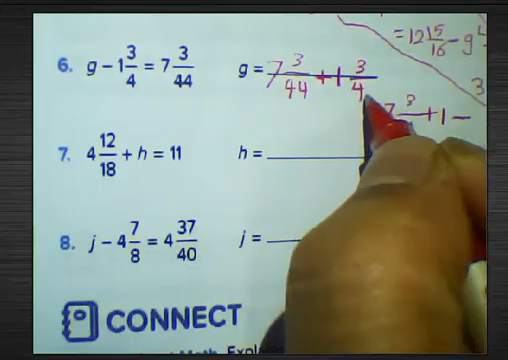 = 12 15/16 - g
6. g - 1 3/4 = 7 3/44 g = 7 3/44 + 1 3/4
3
7 3 + 1 -
7. 4 12/18 + h = 11 h =
8. j - 4 7/8 = 4 37/40 j =
CONNECT